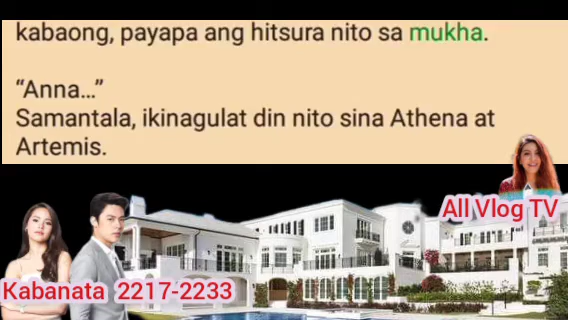 kabaong, payapa ang hitsura nito sa mukha.
“Anna…”
Samantala, ikinagulat din nito sina Athena at
Artemis.
All Vlog TV
Kabanata 2217-2233